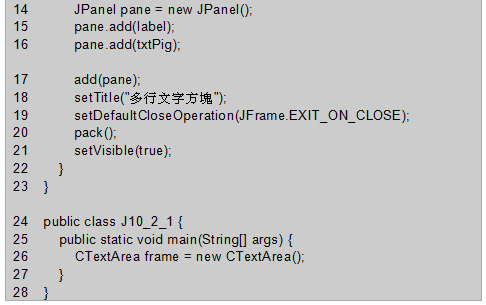 14 JPanel pane = new JPanel();
15 pane.add(label);
16 pane.add(txtPig);
17 add(pane);
18 setTitle("多行文字方塊");
19 setDefaultCloseOperation(JFrame.EXIT_ON_CLOSE);
20 pack();
21 setVisible(true);
22 }
23 }
24 public class J10_2_1 {
25 public static void main(String[] args) {
26 CTextArea frame = new CTextArea();
27 }
28 }